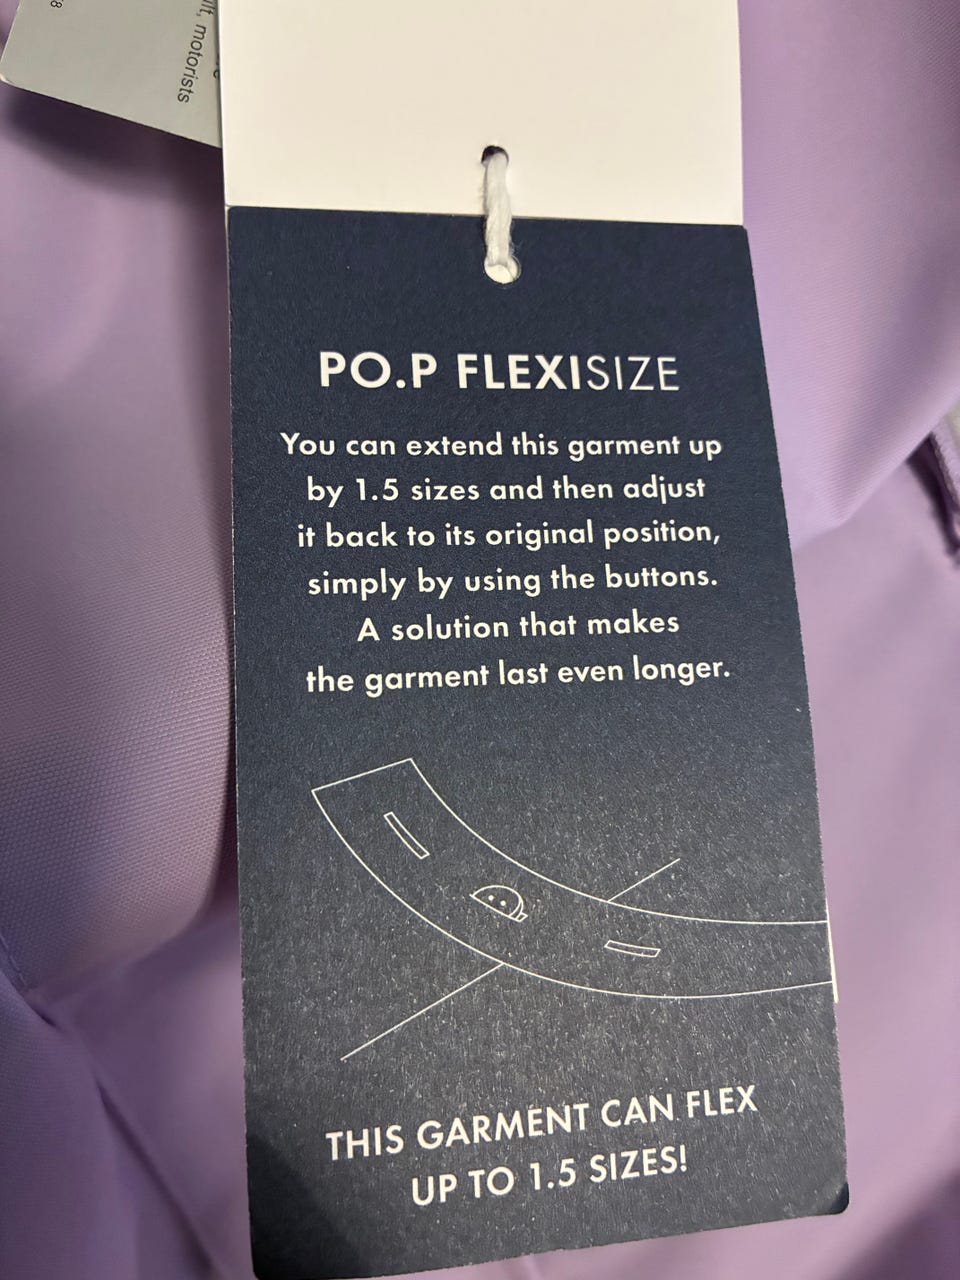 motorists
PO.P FLEXISIZE
You can extend this garment up
by 1.5 sizes and then adjust
it back to its original position,
simply by using the buttons.
A solution that makes
the garment last even longer.
THIS GARMENT CAN FLEX
UP TO 1.5 SIZES!